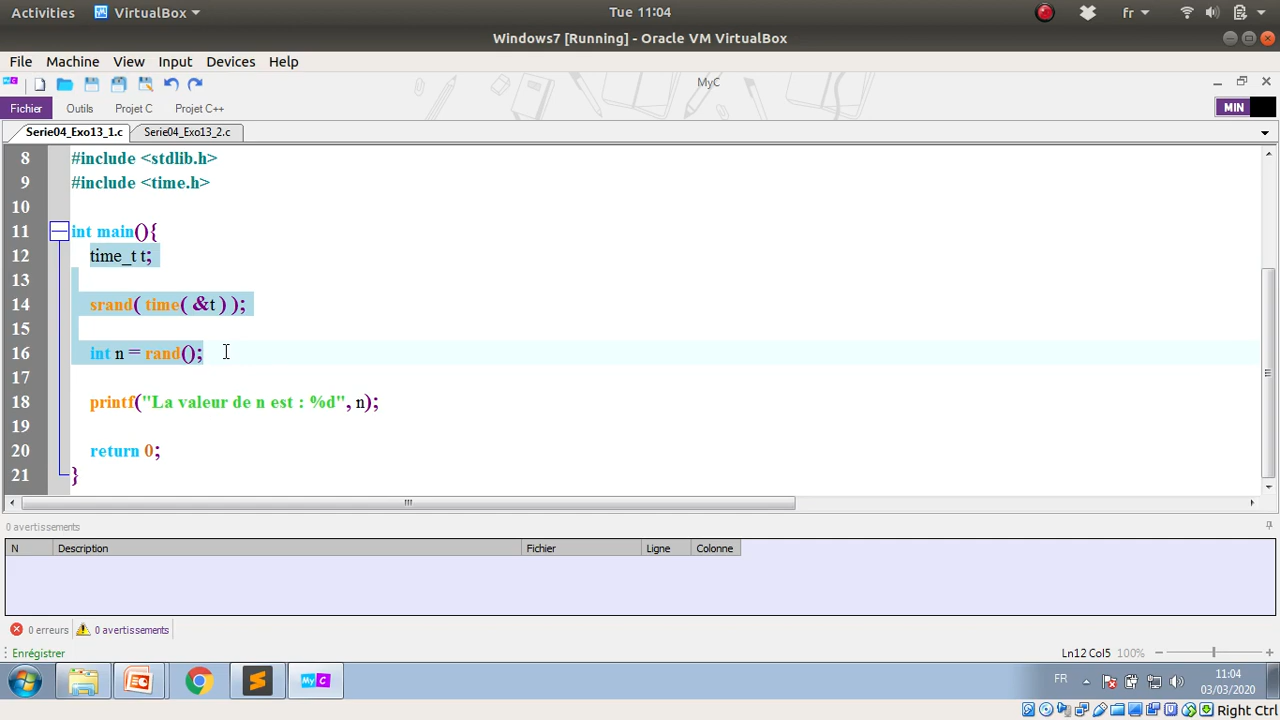 Activities VirtualBox Tue 11:04 fr
Windows7 [Running] - Oracle VM VirtualBox
File Machine View Input Devices Help
MyC
Fichier Outils Projet C Projet C++ MIN
Serie04_Exo13_1.c Serie04_Exo13_2.c
8 #include <stdlib.h>
9 #include <time.h>
10
11 int main(){
12 time_t t;
13
14 srand( time( &t ) );
15
16 int n = rand();
17
18 printf("La valeur de n est : %d", n);
19
20 return 0;
21 }
0 avertissements
N Description Fichier Ligne Colonne
0 erreurs 0 avertissements
Enrégistrer Ln12 Col5 100%
MyC FR 11:04
03/03/2020
Right Ctrl